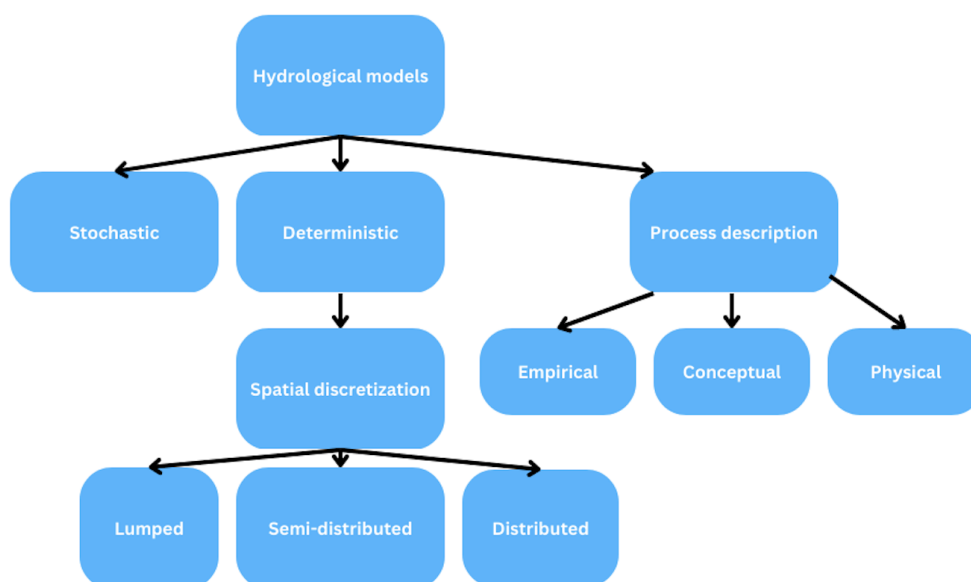 Hydrological models
Stochastic
Deterministic
Process description
Empirical
Conceptual
Physical
Spatial discretization
Lumped
Semi-distributed
Distributed